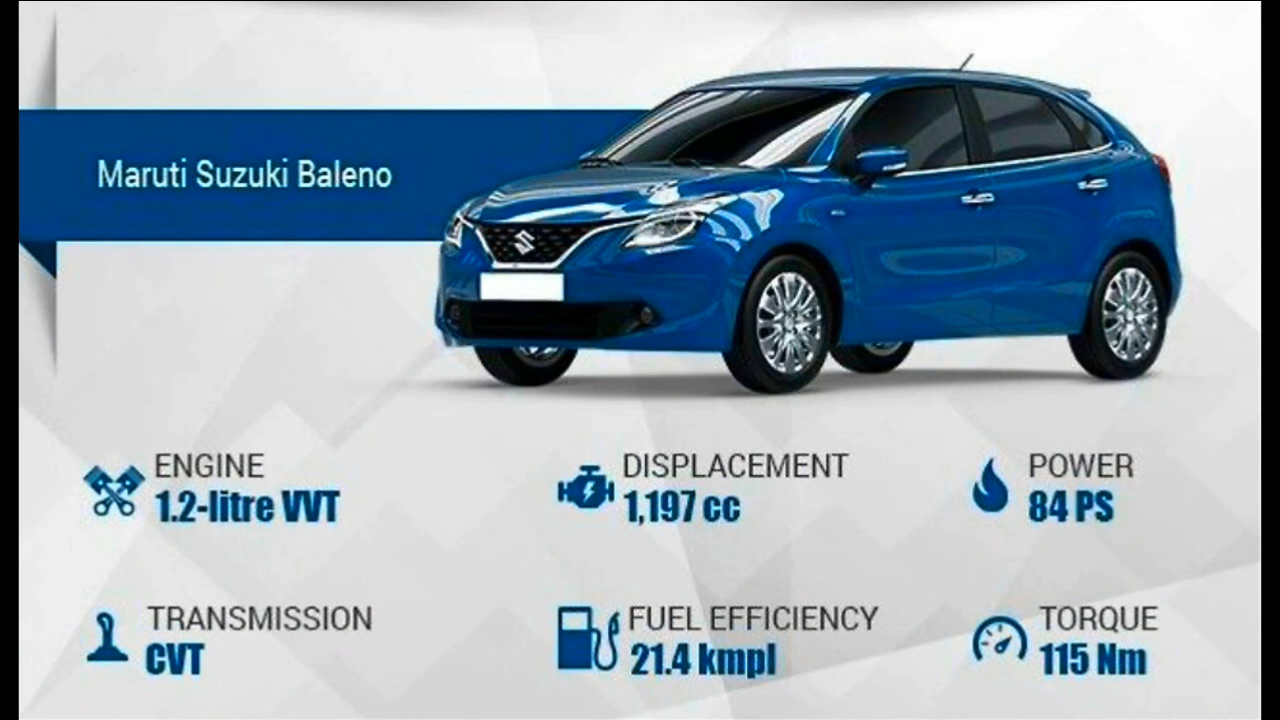 Maruti Suzuki Baleno
ENGINE
1.2-litre VVT
DISPLACEMENT
1,197 cc
POWER
84 PS
TRANSMISSION
CVT
FUEL EFFICIENCY
21.4 kmpl
TORQUE
115 Nm